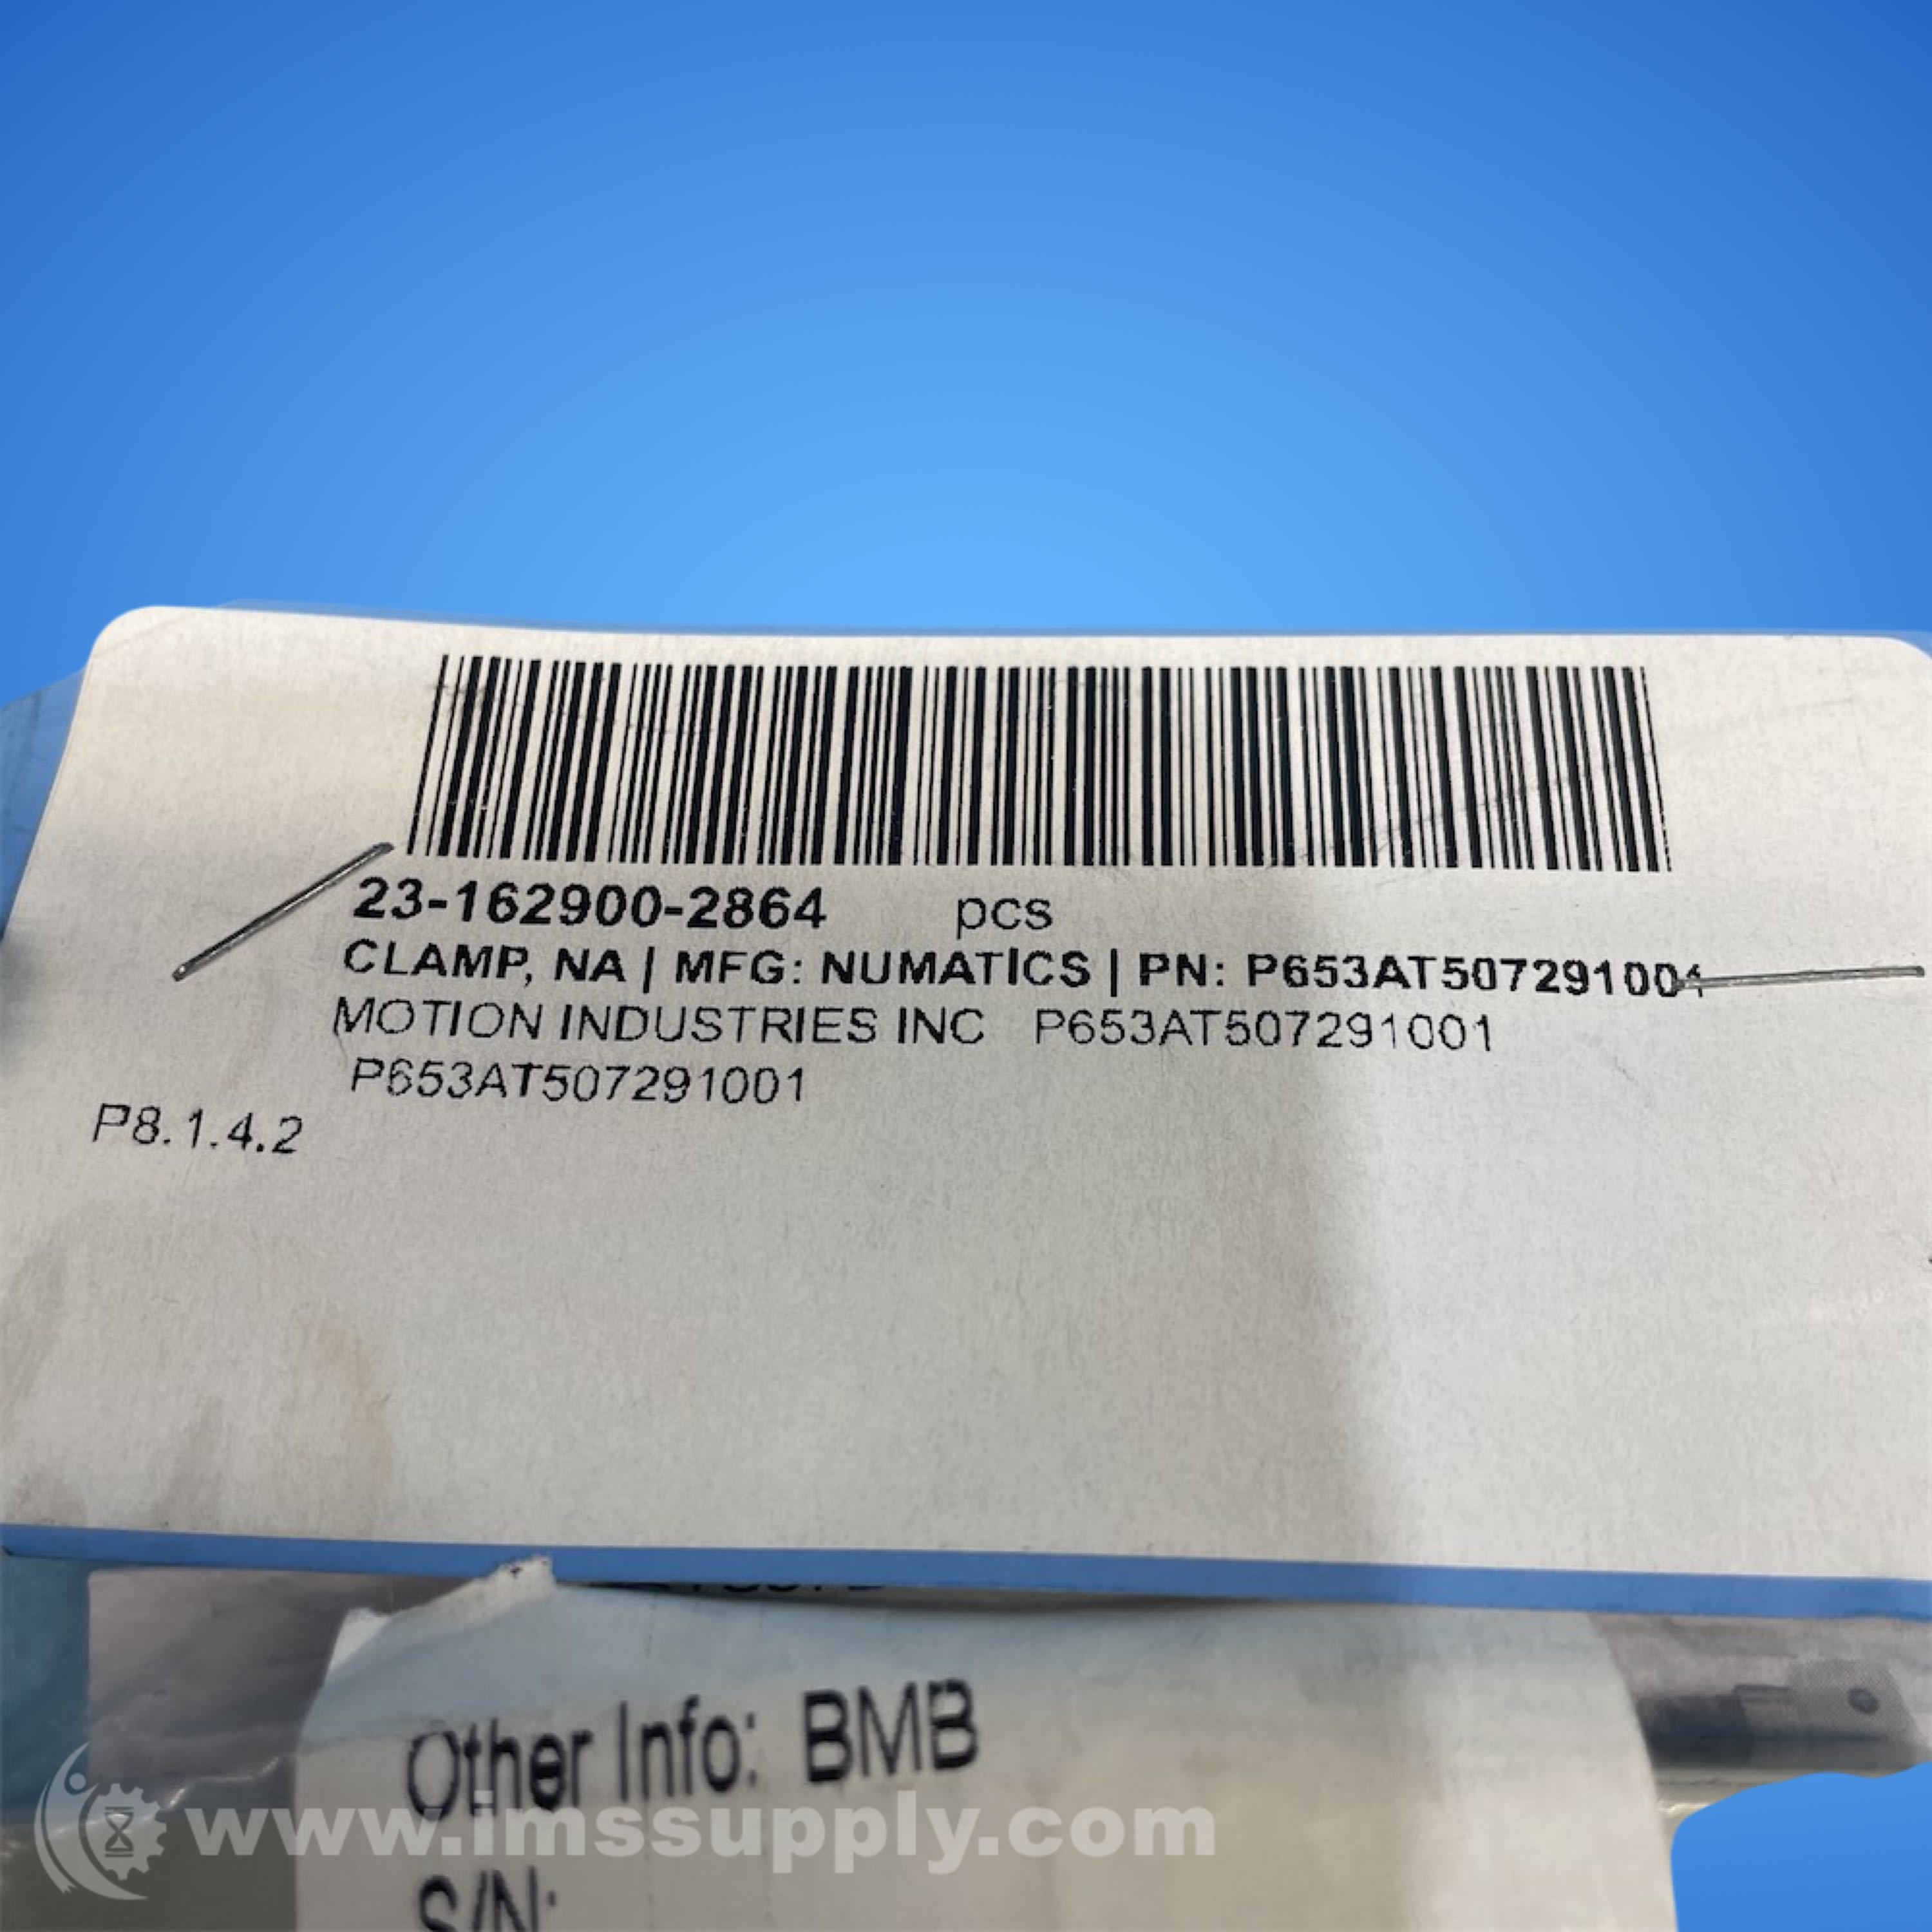 23-162900-2864 pcs
CLAMP, NA | MFG: NUMATICS | PN: P653AT507291001
MOTION INDUSTRIES INC P653AT507291001
P653AT507291001
P8.1.4.2
Other Info: BMB
www.imssupply.com
S/N: